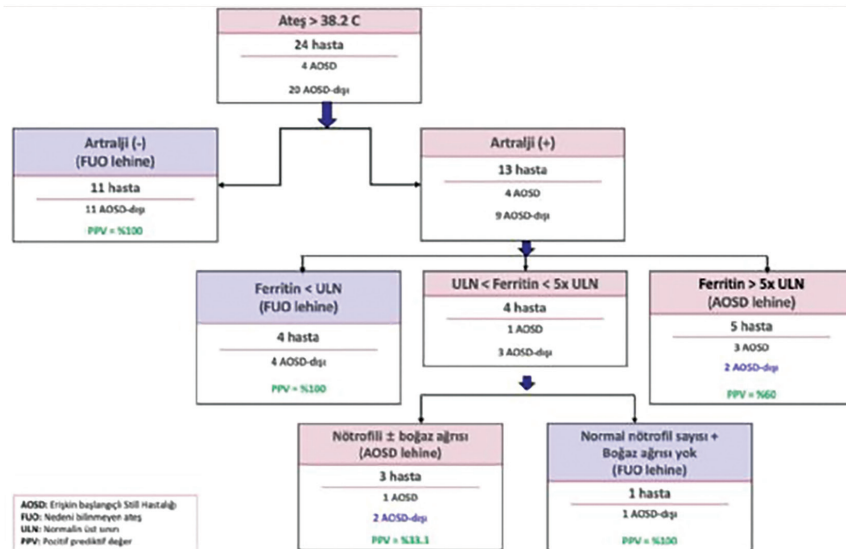 Ateş > 38.2 C
24 hasta
4 AOSD
20 AOSD-dışı
Artralji (-)
(FUO lehine)
11 hasta
11 AOSD-dışı
PPV = %100
Artralji (+)
13 hasta
4 AOSD
9 AOSD-dışı
Ferritin < ULN
(FUO lehine)
4 hasta
4 AOSD-dışı
PPV = %100
ULN < Ferritin < 5x ULN
4 hasta
1 AOSD
3 AOSD-dışı
Ferritin > 5x ULN
(AOSD lehine)
5 hasta
3 AOSD
2 AOSD-dışı
PPV = %60
Nötrofili ± boğaz ağrısı
(AOSD lehine)
3 hasta
1 AOSD
2 AOSD-dışı
PPV = %33.3
Normal nötrofil sayısı +
Boğaz ağrısı yok
(FUO lehine)
1 hasta
1 AOSD-dışı
PPV = %100
AOSD: Erişkin başlangıçlı Still Hastalığı
FUO: Nedeni bilinmeyen ateş
ULN: Normalin üst sınırı
PPV: Pozitif prediktif değer